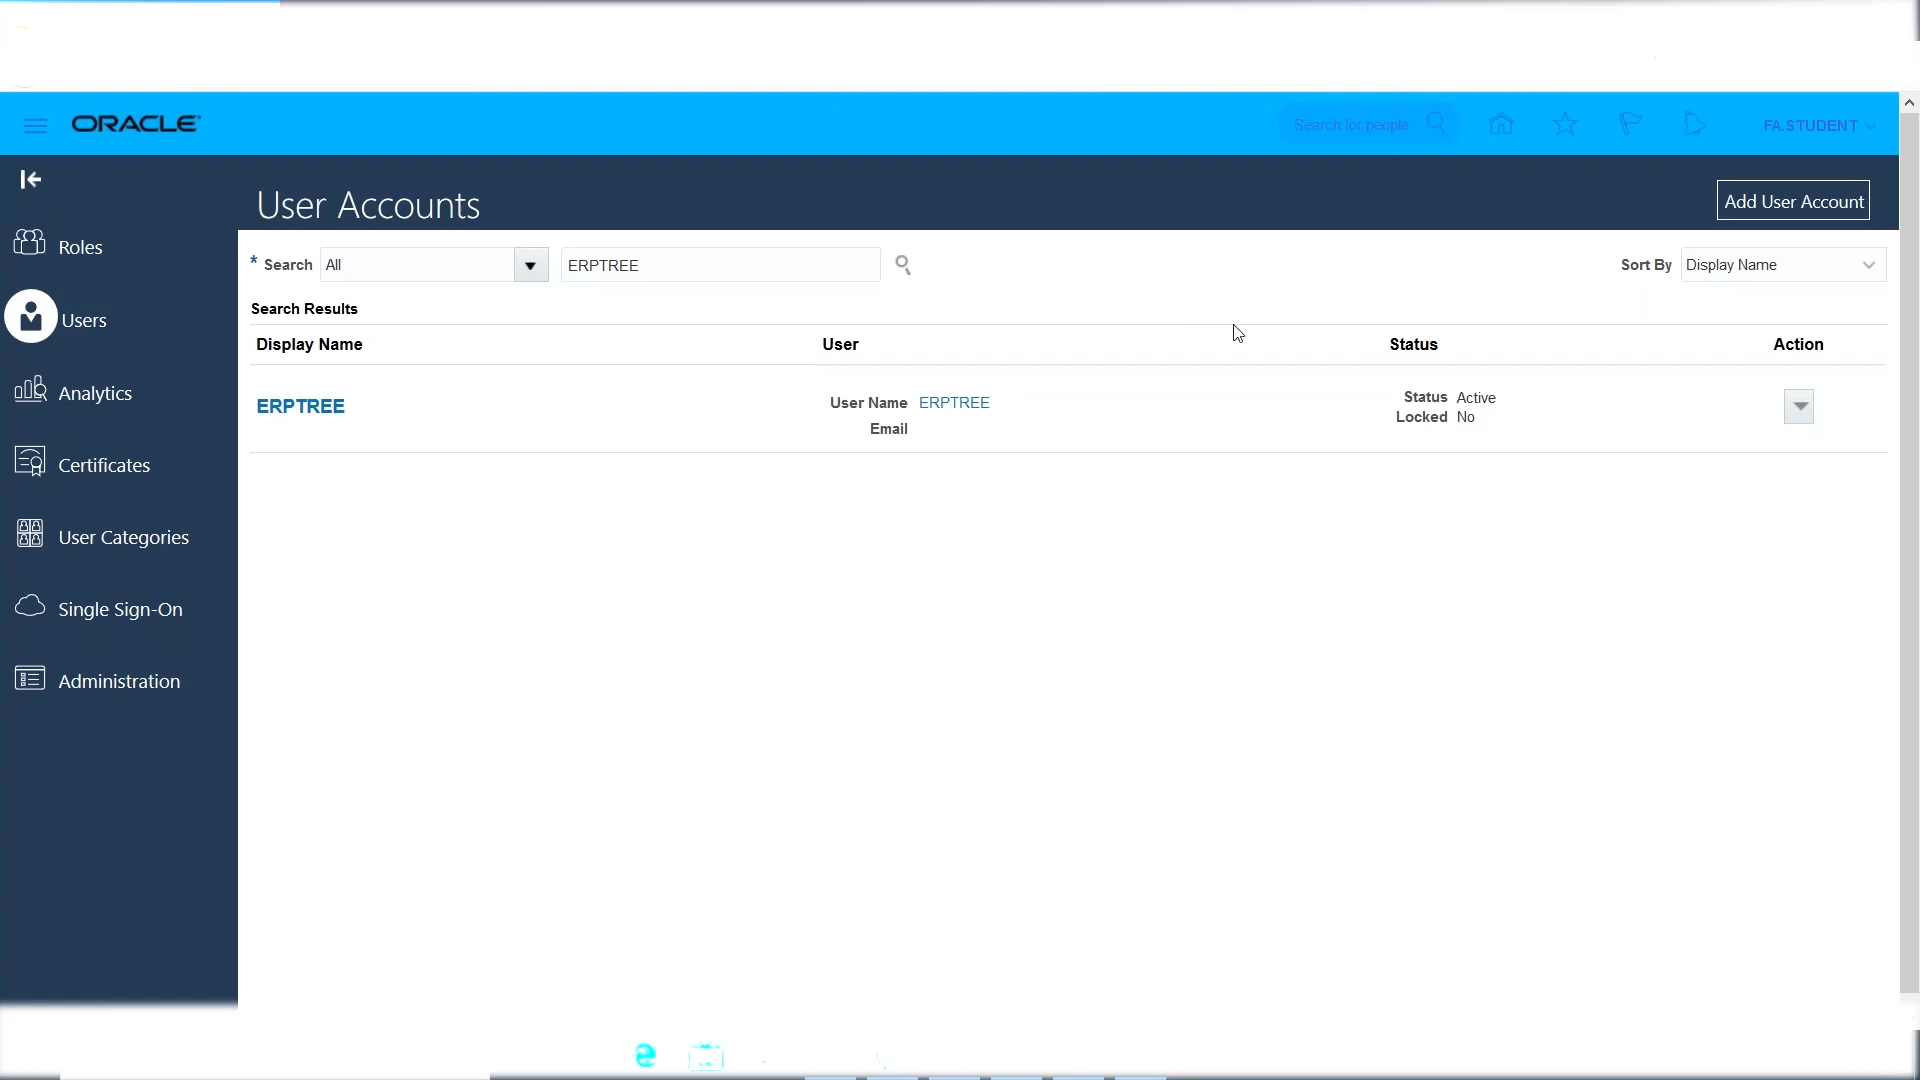 ORACLE
Search for people
FA.STUDENT
User Accounts
Add User Account
Roles
Users
Analytics
Certificates
User Categories
Single Sign-On
Administration
* Search All ERPTREE
Sort By Display Name
Search Results
Display Name User Status Action
ERPTREE
User Name ERPTREE
Email
Status Active
Locked No